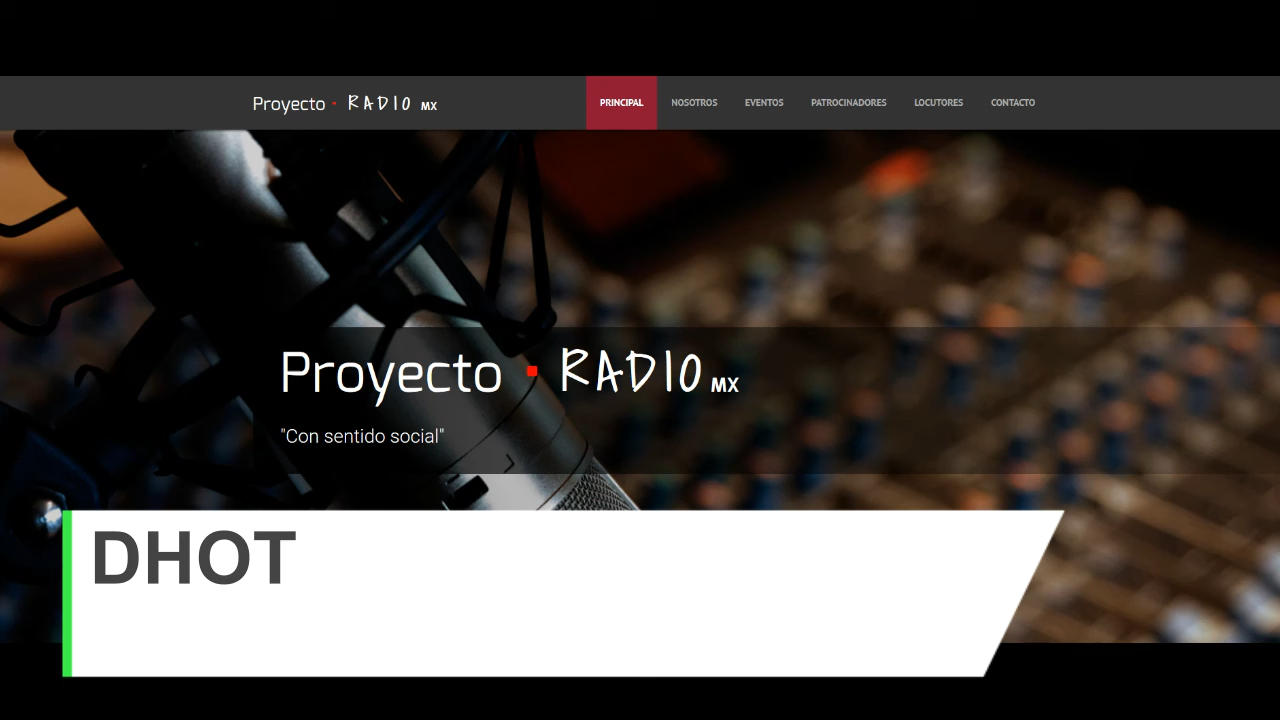 Proyecto · RADIO MX
PRINCIPAL NOSOTROS EVENTOS PATROCINADORES LOCUTORES CONTACTO
Proyecto · RADIO MX
"Con sentido social"
DHOT